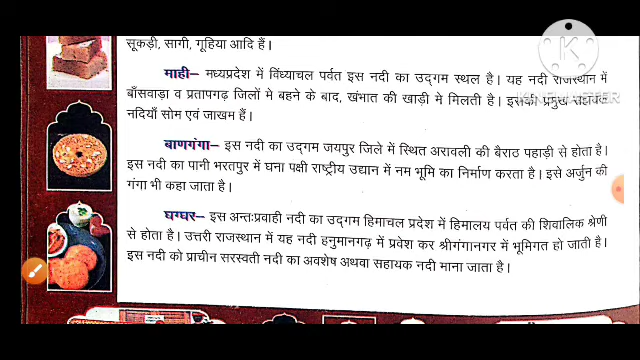 सूकड़ी, सागी, गूहिया आदि हैं।
माही– मध्यप्रदेश में विंध्याचल पर्वत इस नदी का उद्‌गम स्थल है। यह नदी राजस्थान में
बाँसवाड़ा व प्रतापगढ़ जिलों मे बहने के बाद, खंभात की खाड़ी मे मिलती है। इसकी प्रमुख सहायक
नदियाँ सोम एवं जाखम हैं।
बाणगंगा– इस नदी का उद्‌गम जयपुर जिले में स्थित अरावली की बैराठ पहाड़ी से होता है।
इस नदी का पानी भरतपुर में घना पक्षी राष्ट्रीय उद्यान में नम भूमि का निर्माण करता है। इसे अर्जुन की
गंगा भी कहा जाता है।
घग्घर– इस अन्तःप्रवाही नदी का उद्‌गम हिमाचल प्रदेश में हिमालय पर्वत की शिवालिक श्रेणी
से होता है। उत्तरी राजस्थान में यह नदी हनुमानगढ़ में प्रवेश कर श्रीगंगानगर में भूमिगत हो जाती है।
इस नदी को प्राचीन सरस्वती नदी का अवशेष अथवा सहायक नदी माना जाता है।
K
KINEMASTER